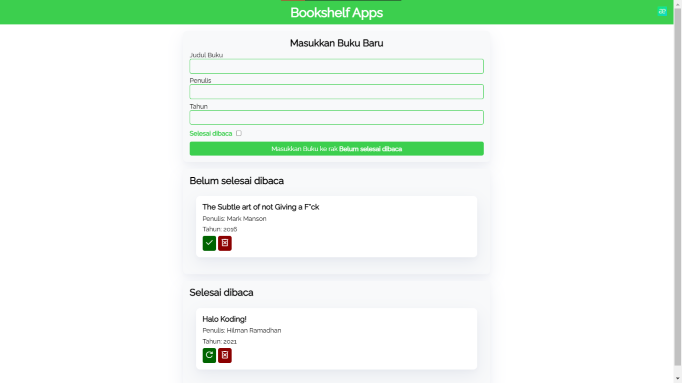 Bookshelf Apps
Masukkan Buku Baru
Judul Buku
Penulis
Tahun
Selesai dibaca
Masukkan Buku ke rak Belum selesai dibaca
Belum selesai dibaca
The Subtle art of not Giving a F*ck
Penulis: Mark Manson
Tahun: 2016
Selesai dibaca
Halo Koding!
Penulis: Hilman Ramadhan
Tahun: 2021